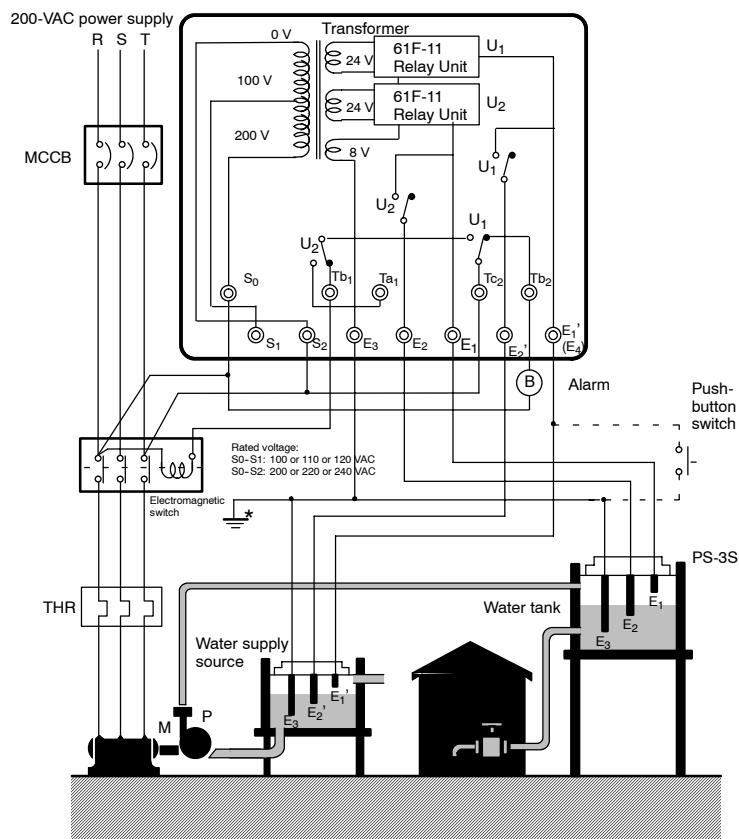 200-VAC power supply
R S T
MCCB
Transformer
0 V
100 V
200 V
24 V
24 V
8 V
61F-11
Relay Unit
U1
61F-11
Relay Unit
U2
U1
U2
U1
U2
S0
Tb1
Ta1
Tc2
Tb2
S1
S2
E3
E2
E1
E2'
E1'
(E4)
B
Alarm
Push-
button
switch
Rated voltage:
S0-S1: 100 or 110 or 120 VAC
S0-S2: 200 or 220 or 240 VAC
Electromagnetic
switch
*
THR
PS-3S
Water tank
E1
E2
E3
Water supply
source
E1'
E2'
E3
M
P